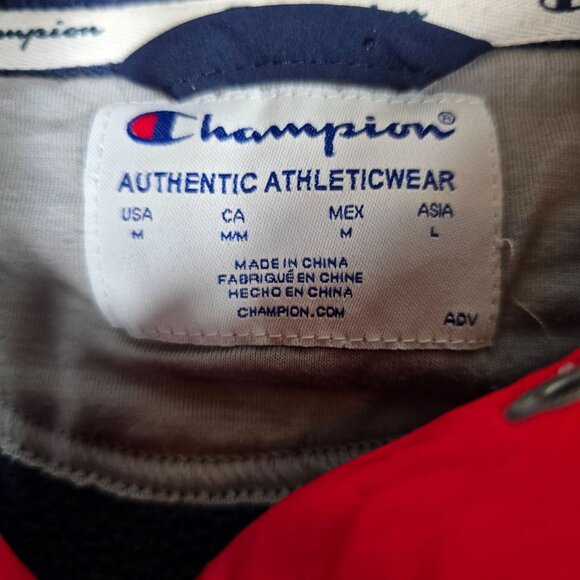 Champion
Champion®
AUTHENTIC ATHLETICWEAR
USA CA MEX ASIA
M M/M M L
MADE IN CHINA
FABRIQUÉ EN CHINE
HECHO EN CHINA
CHAMPION.COM
ADV